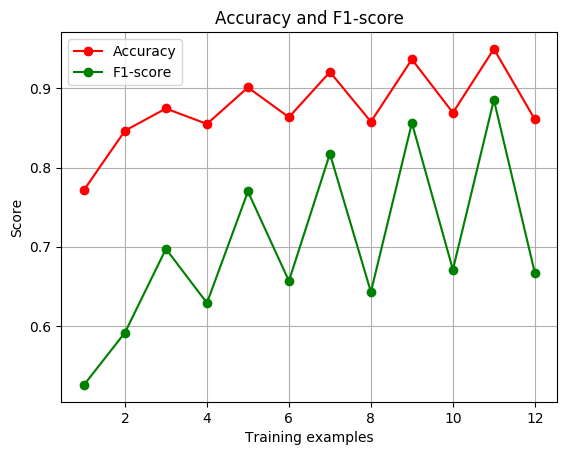 Accuracy and F1-score
Accuracy
F1-score
Score
0.9
0.8
0.7
0.6
2 4 6 8 10 12
Training examples